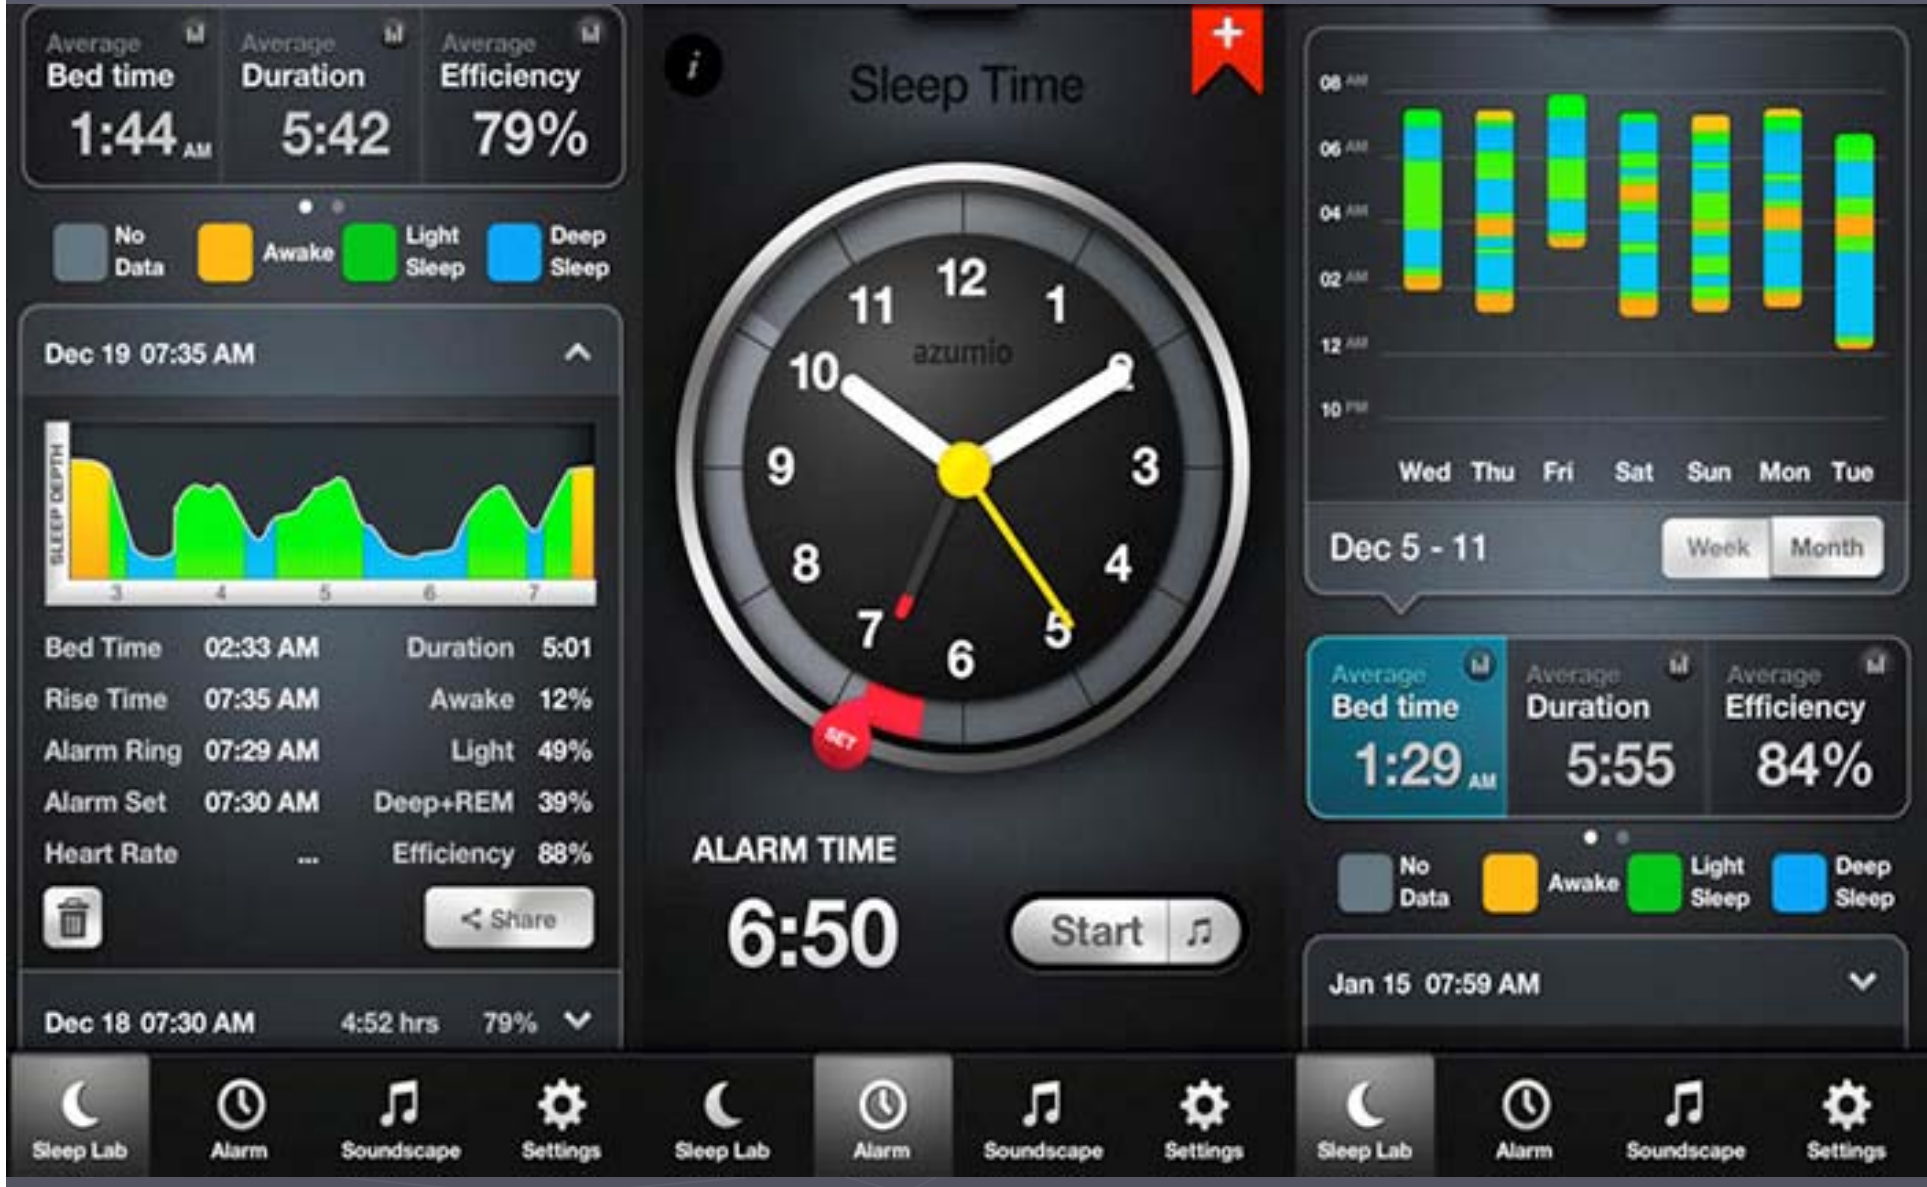 Average
Bed time
1:44 AM
Average
Duration
5:42
Average
Efficiency
79%
No
Data
Awake
Light
Sleep
Deep
Sleep
Dec 19 07:35 AM
SLEEP DEPTH
3 4 5 6 7
Bed Time 02:33 AM Duration 5:01
Rise Time 07:35 AM Awake 12%
Alarm Ring 07:29 AM Light 49%
Alarm Set 07:30 AM Deep+REM 39%
Heart Rate ... Efficiency 88%
Share
Dec 18 07:30 AM 4:52 hrs 79%
Sleep Lab Alarm Soundscape Settings
i
Sleep Time
+
12
1
2
3
4
5
6
7
8
9
10
11
azumio
SET
ALARM TIME
6:50
Start
Sleep Lab Alarm Soundscape Settings
08 AM
06 AM
04 AM
02 AM
12 AM
10 PM
Wed Thu Fri Sat Sun Mon Tue
Dec 5 - 11
Week Month
Average
Bed time
1:29 AM
Average
Duration
5:55
Average
Efficiency
84%
No
Data
Awake
Light
Sleep
Deep
Sleep
Jan 15 07:59 AM
Sleep Lab Alarm Soundscape Settings